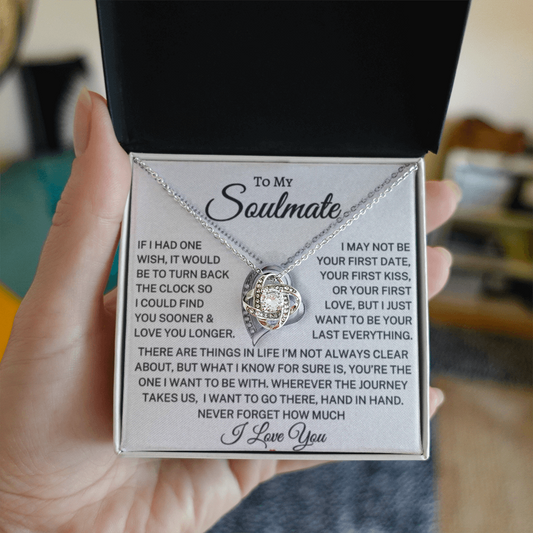 To My
Soulmate
IF I HAD ONE
WISH, IT WOULD
BE TO TURN BACK
THE CLOCK SO
I COULD FIND
YOU SOONER &
LOVE YOU LONGER.
I MAY NOT BE
YOUR FIRST DATE,
YOUR FIRST KISS,
OR YOUR FIRST
LOVE, BUT I JUST
WANT TO BE YOUR
LAST EVERYTHING.
THERE ARE THINGS IN LIFE I'M NOT ALWAYS CLEAR
ABOUT, BUT WHAT I KNOW FOR SURE IS, YOU'RE THE
ONE I WANT TO BE WITH. WHEREVER THE JOURNEY
TAKES US, I WANT TO GO THERE, HAND IN HAND.
NEVER FORGET HOW MUCH
I Love You